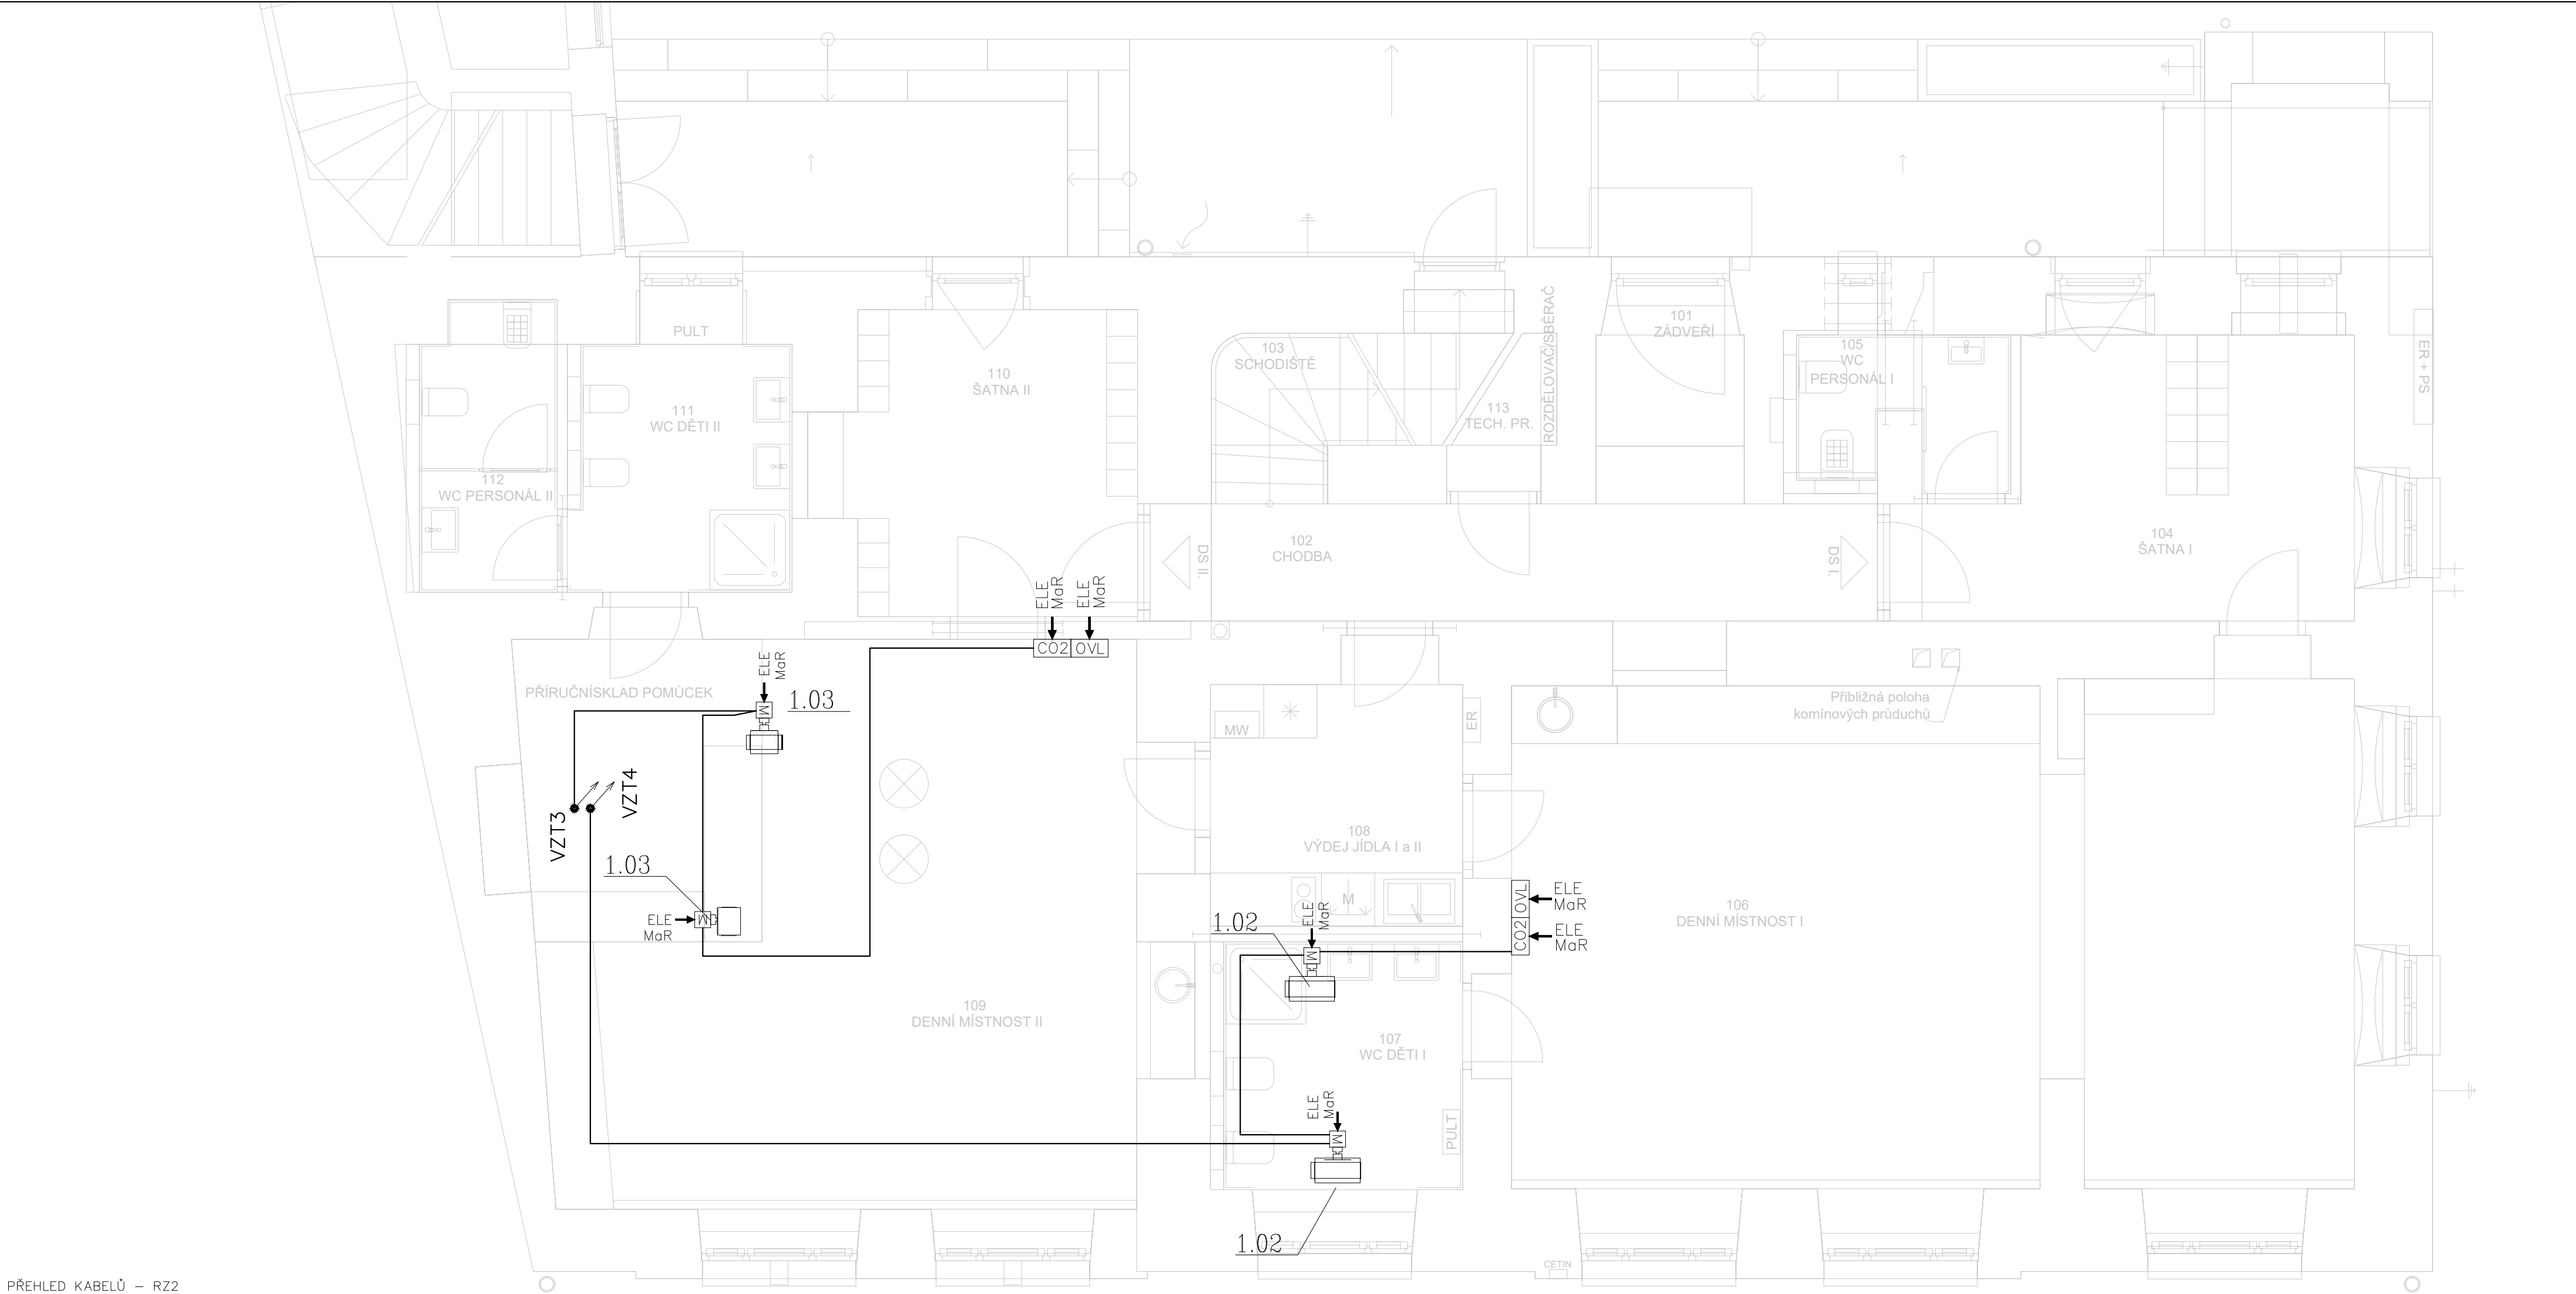 PULT
101
ZÁDVEŘÍ
103
SCHODIŠTĚ
105
WC
PERSONÁL I
ER + PS
110
ŠATNA II
111
WC DĚTI II
113
TECH. PR.
ROZDĚLOVAČ/SBĚRAČ
112
WC PERSONÁL II
102
CHODBA
DS II.
DS I.
104
ŠATNA I
ELE
MaR
ELE
MaR
CO2
OVL
ELE
MaR
PŘÍRUČNÍSKLAD POMŮCEK
1.03
MW
ER
Přibližná poloha
komínových průduchů
M
VZT3
VZT4
108
VÝDEJ JÍDLA I a II
1.03
ELE
MaR
M
M
1.02
ELE
MaR
M
OVL
CO2
ELE
MaR
ELE
MaR
106
DENNÍ MÍSTNOST I
109
DENNÍ MÍSTNOST II
107
WC DĚTI I
ELE
MaR
M
PULT
1.02
CETIN
PŘEHLED KABELŮ – RZ2